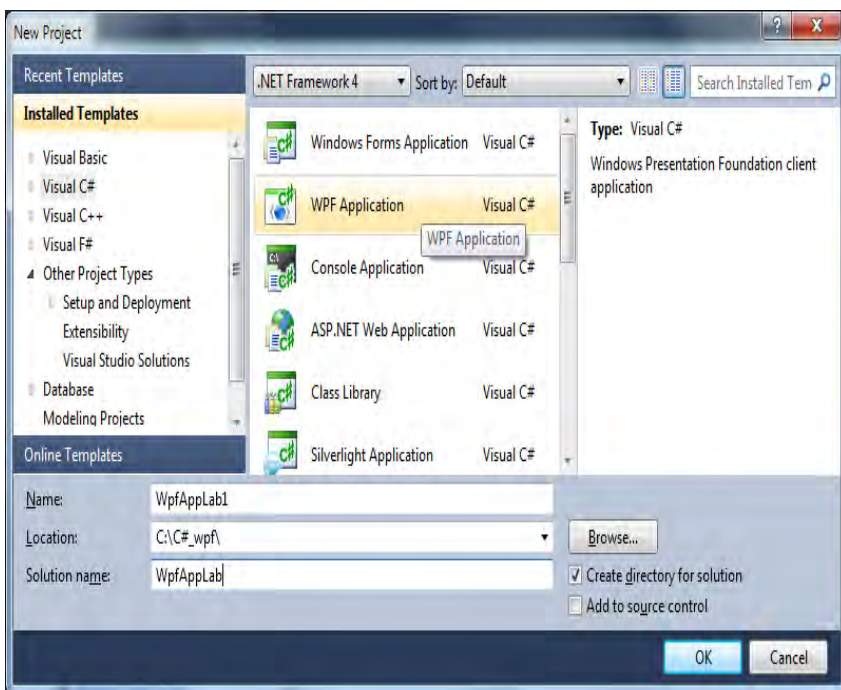 New Project
Recent Templates
.NET Framework 4 Sort by: Default Search Installed Tem
Installed Templates
Visual Basic
Visual C#
Visual C++
Visual F#
Other Project Types
Setup and Deployment
Extensibility
Visual Studio Solutions
Database
Modeling Projects
Online Templates
Windows Forms Application Visual C#
WPF Application Visual C#
WPF Application
Console Application Visual C#
ASP.NET Web Application Visual C#
Class Library Visual C#
Silverlight Application Visual C#
Type: Visual C#
Windows Presentation Foundation client
application
Name: WpfAppLab1
Location: C:\C#_wpf\
Browse...
Solution name: WpfAppLab
Create directory for solution
Add to source control
OK Cancel